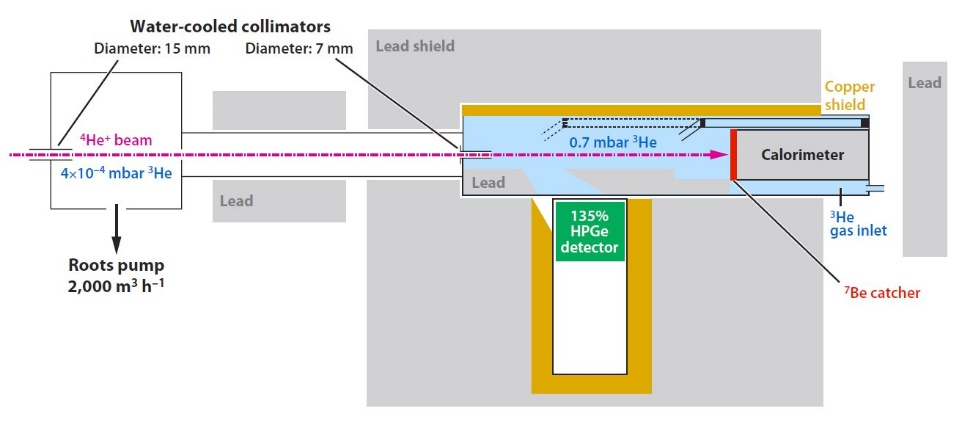 Water-cooled collimators
Diameter: 15 mm
Diameter: 7 mm
Lead shield
Copper
shield
Lead
⁴He⁺ beam
4×10⁻⁴ mbar ³He
0.7 mbar ³He
Calorimeter
Lead
Lead
135%
HPGe
detector
³He
gas inlet
Roots pump
2,000 m³ h⁻¹
⁷Be catcher